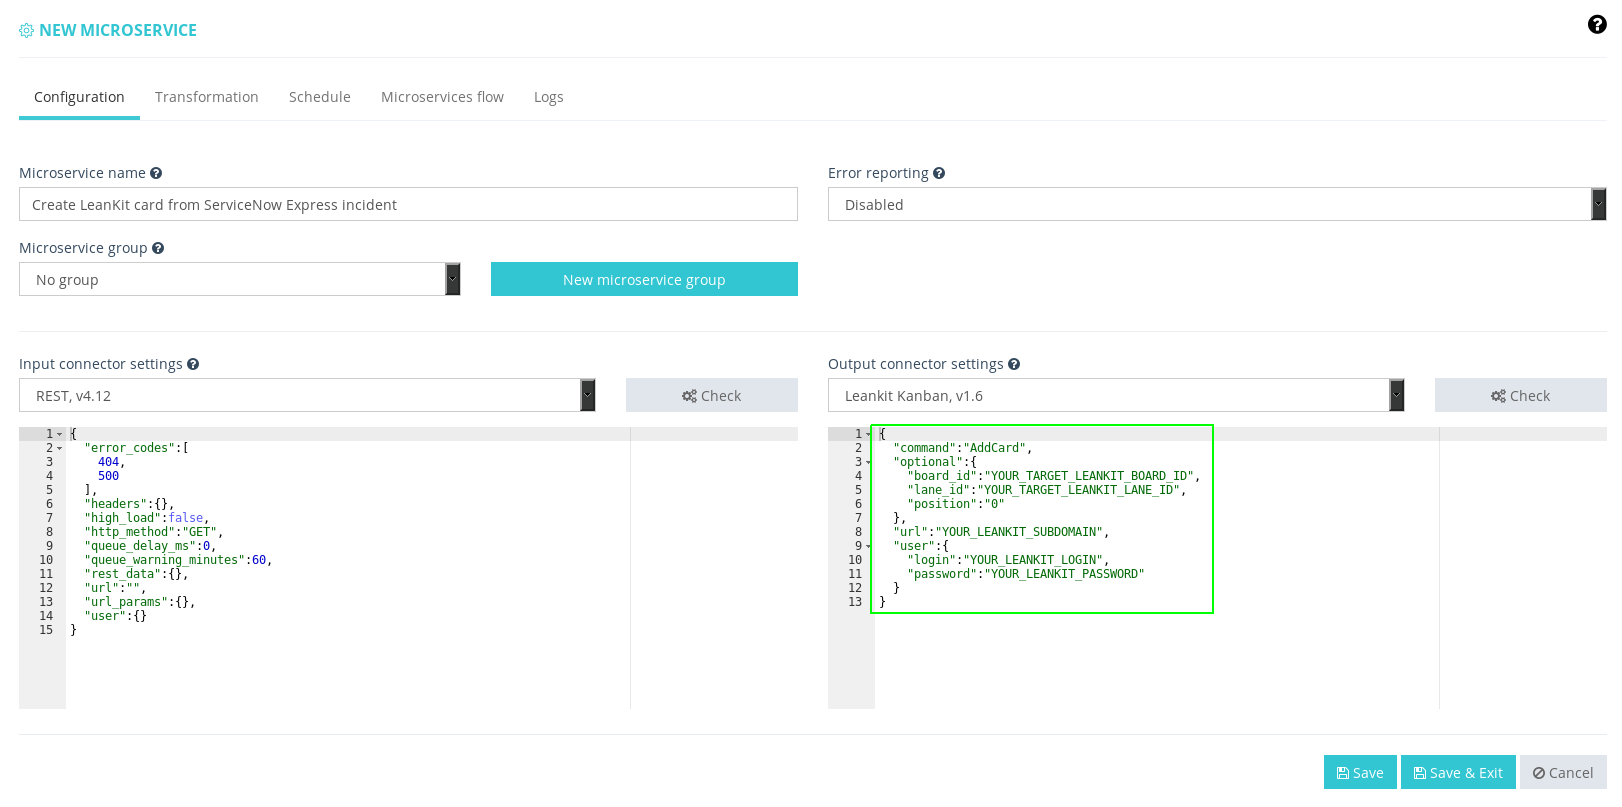 NEW MICROSERVICE
Configuration Transformation Schedule Microservices flow Logs
Microservice name
Create LeanKit card from ServiceNow Express incident
Error reporting
Disabled
Microservice group
No group
New microservice group
Input connector settings
REST, v4.12
Check
1 {
2 "error_codes":[
3 404,
4 500
5 ],
6 "headers":{},
7 "high_load":false,
8 "http_method":"GET",
9 "queue_delay_ms":0,
10 "queue_warning_minutes":60,
11 "rest_data":{},
12 "url":"",
13 "url_params":{},
14 "user":{}
15 }
Output connector settings
Leankit Kanban, v1.6
Check
1 {
2 "command":"AddCard",
3 "optional":{
4 "board_id":"YOUR_TARGET_LEANKIT_BOARD_ID",
5 "lane_id":"YOUR_TARGET_LEANKIT_LANE_ID",
6 "position":"0"
7 },
8 "url":"YOUR_LEANKIT_SUBDOMAIN",
9 "user":{
10 "login":"YOUR_LEANKIT_LOGIN",
11 "password":"YOUR_LEANKIT_PASSWORD"
12 }
13 }
Save Save & Exit Cancel